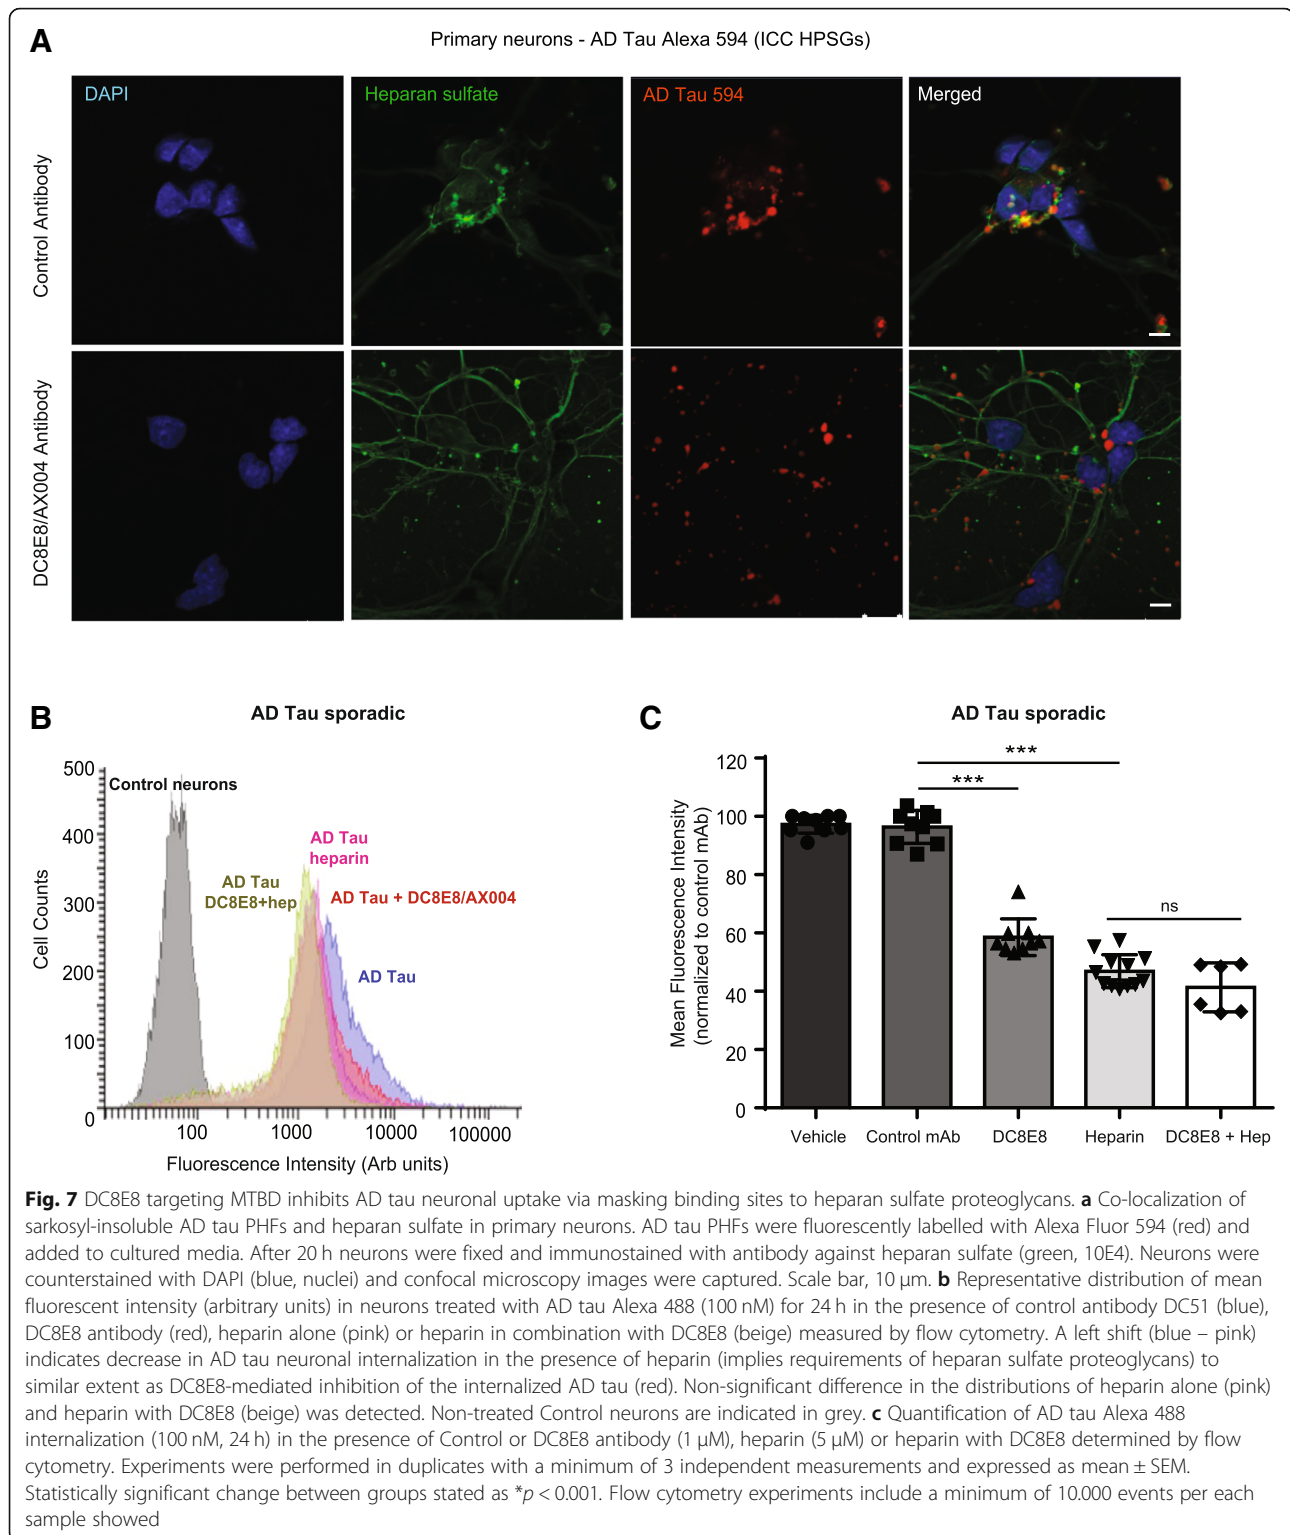 A
Primary neurons - AD Tau Alexa 594 (ICC HPSGs)
DAPI
Heparan sulfate
AD Tau 594
Merged
Control Antibody
DC8E8/AX004 Antibody
B
AD Tau sporadic
500
400
300
200
100
0
Cell Counts
Control neurons
AD Tau
heparin
AD Tau
DC8E8+hep
AD Tau + DC8E8/AX004
AD Tau
100
1000
10000
100000
Fluorescence Intensity (Arb units)
C
AD Tau sporadic
Mean Fluorescence Intensity
(normalized to control mAb)
120
100
80
60
40
20
0
***
***
ns
Vehicle
Control mAb
DC8E8
Heparin
DC8E8 + Hep
Fig. 7 DC8E8 targeting MTBD inhibits AD tau neuronal uptake via masking binding sites to heparan sulfate proteoglycans. a Co-localization of
sarkosyl-insoluble AD tau PHFs and heparan sulfate in primary neurons. AD tau PHFs were fluorescently labelled with Alexa Fluor 594 (red) and
added to cultured media. After 20 h neurons were fixed and immunostained with antibody against heparan sulfate (green, 10E4). Neurons were
counterstained with DAPI (blue, nuclei) and confocal microscopy images were captured. Scale bar, 10 μm. b Representative distribution of mean
fluorescent intensity (arbitrary units) in neurons treated with AD tau Alexa 488 (100 nM) for 24 h in the presence of control antibody DC51 (blue),
DC8E8 antibody (red), heparin alone (pink) or heparin in combination with DC8E8 (beige) measured by flow cytometry. A left shift (blue – pink)
indicates decrease in AD tau neuronal internalization in the presence of heparin (implies requirements of heparan sulfate proteoglycans) to
similar extent as DC8E8-mediated inhibition of the internalized AD tau (red). Non-significant difference in the distributions of heparin alone (pink)
and heparin with DC8E8 (beige) was detected. Non-treated Control neurons are indicated in grey. c Quantification of AD tau Alexa 488
internalization (100 nM, 24 h) in the presence of Control or DC8E8 antibody (1 μM), heparin (5 μM) or heparin with DC8E8 determined by flow
cytometry. Experiments were performed in duplicates with a minimum of 3 independent measurements and expressed as mean ± SEM.
Statistically significant change between groups stated as *p < 0.001. Flow cytometry experiments include a minimum of 10.000 events per each
sample showed